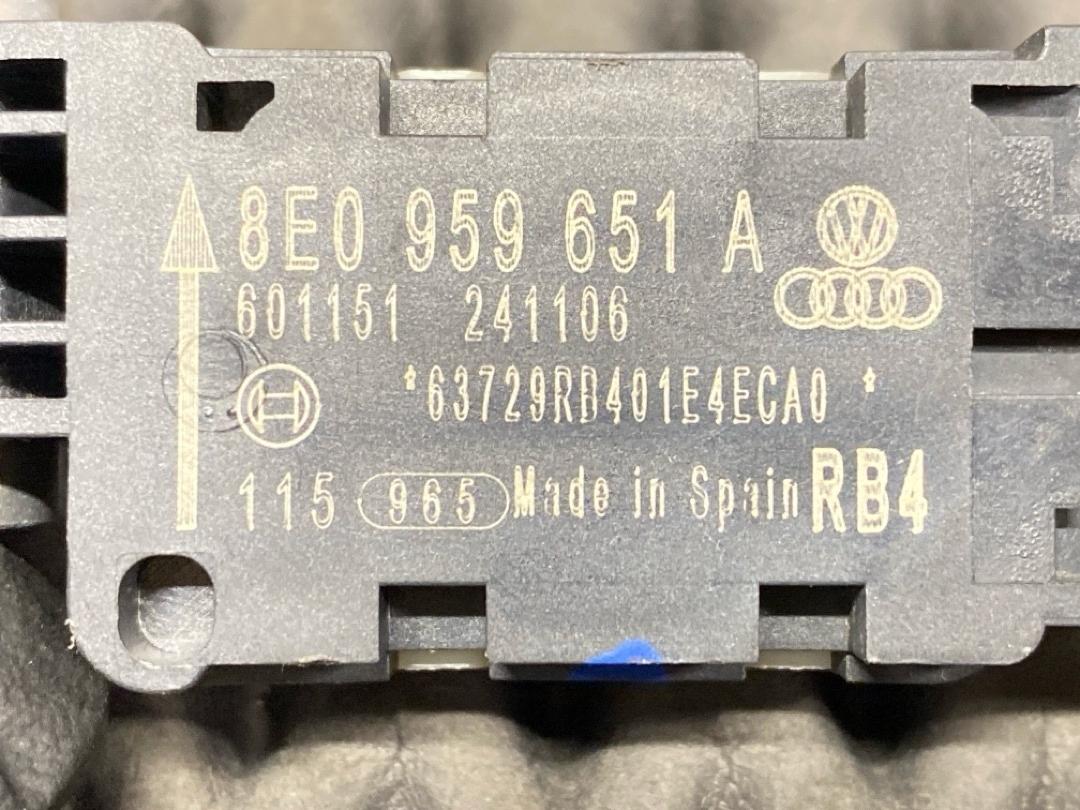 8E0 959 651 A
601151 241106
*63729RB401E4ECA0 *
115 965 Made in Spain RB4